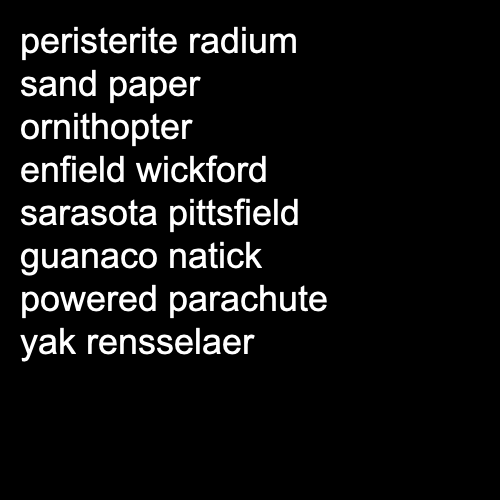 peristerite radium
sand paper
ornithopter
enfield wickford
sarasota pittsfield
guanaco natick
powered parachute
yak rensselaer